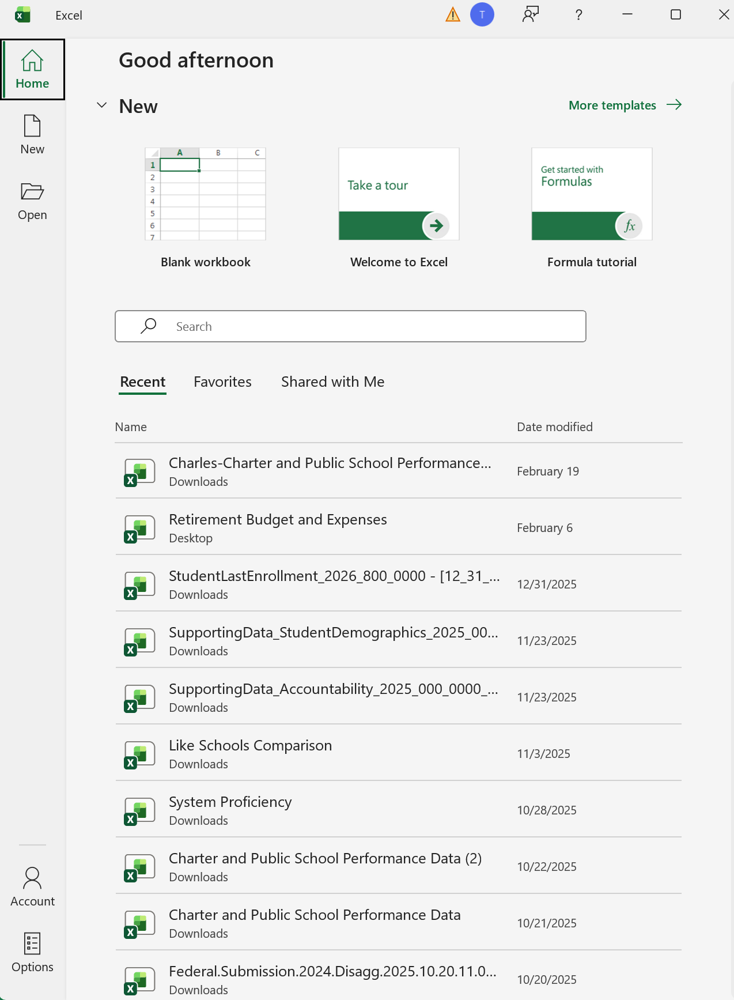 Excel
T
?
Home
New
Open
Good afternoon
New
More templates
A B C
1
2
3
4
5
6
7
Take a tour
Get started with
Formulas
fx
Blank workbook
Welcome to Excel
Formula tutorial
Search
Recent Favorites Shared with Me
Name Date modified
Charles-Charter and Public School Performance...
Downloads
February 19
Retirement Budget and Expenses
Desktop
February 6
StudentLastEnrollment_2026_800_0000 - [12_31_...
Downloads
12/31/2025
SupportingData_StudentDemographics_2025_00...
Downloads
11/23/2025
SupportingData_Accountability_2025_000_0000_...
Downloads
11/23/2025
Like Schools Comparison
Downloads
11/3/2025
System Proficiency
Downloads
10/28/2025
Charter and Public School Performance Data (2)
Downloads
10/22/2025
Charter and Public School Performance Data
Downloads
10/21/2025
Federal.Submission.2024.Disagg.2025.10.20.11.0...
Downloads
10/20/2025
Account
Options